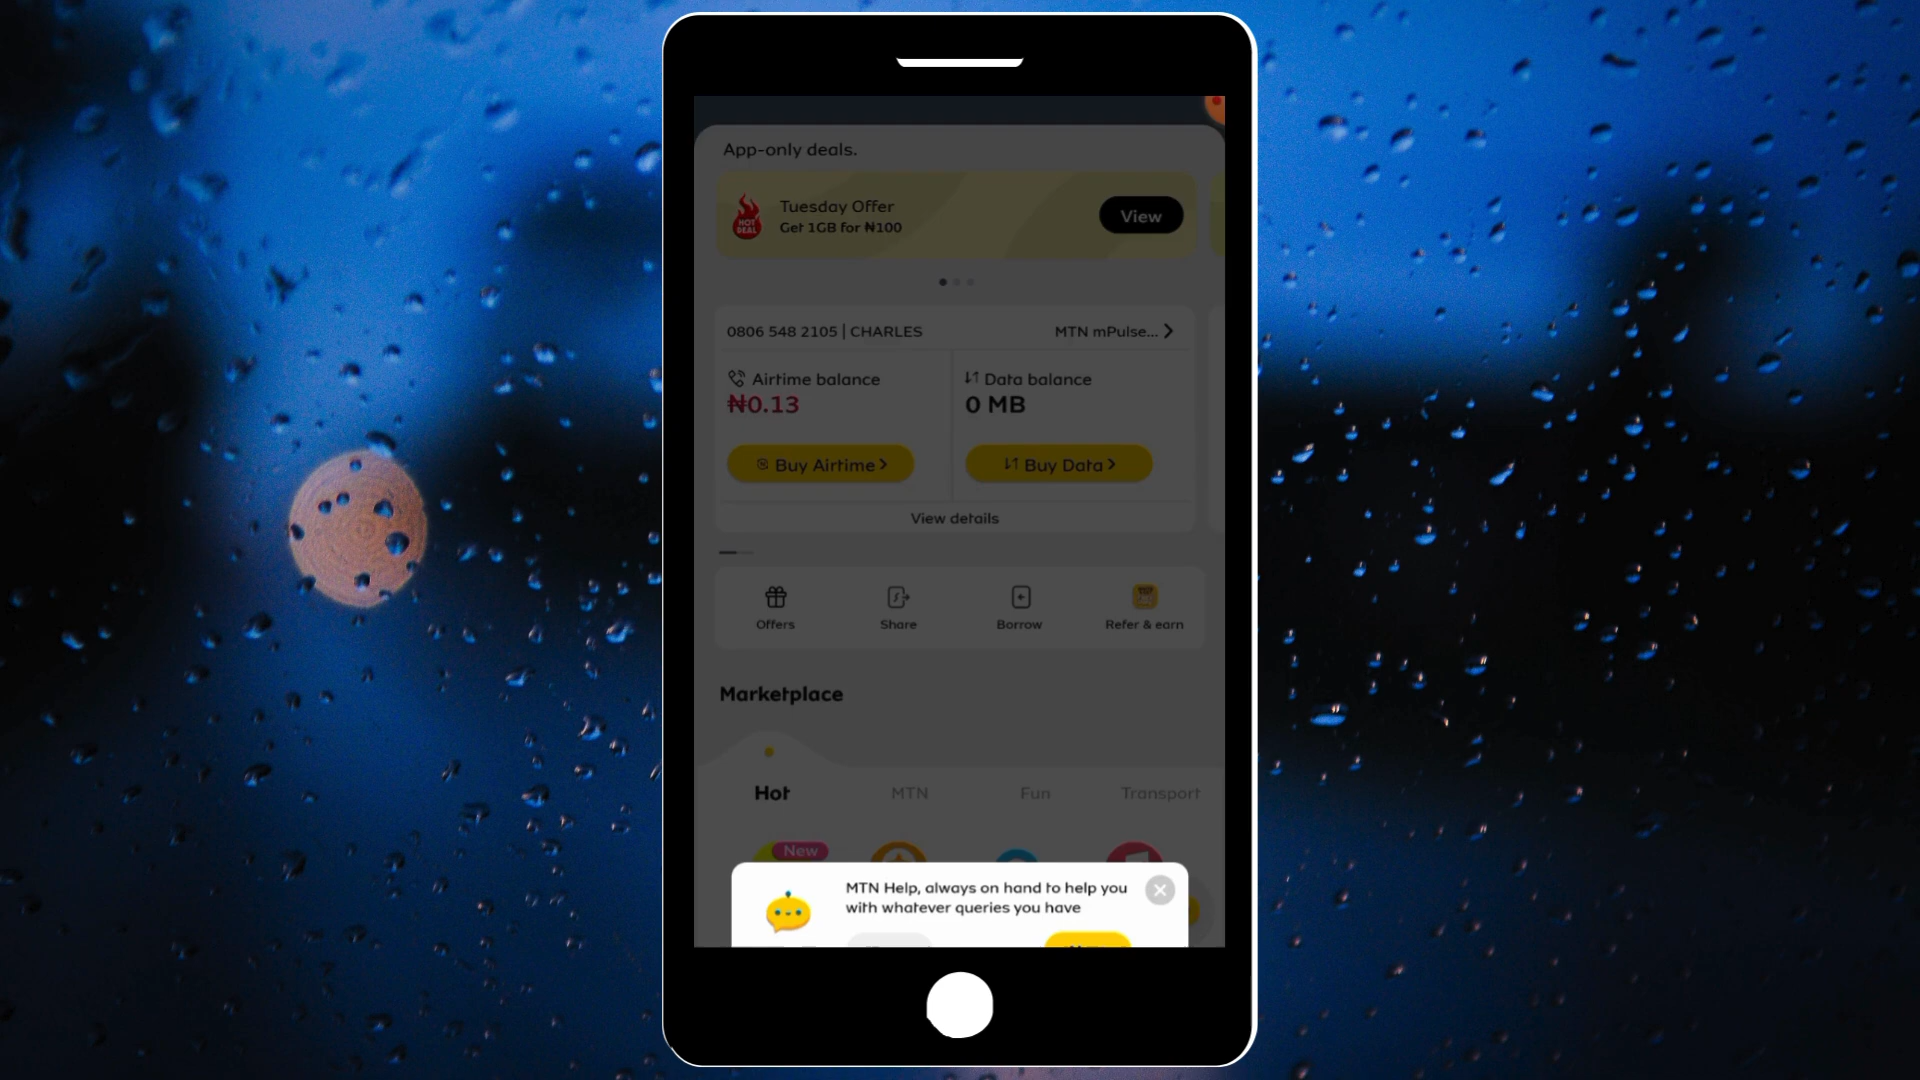 App-only deals.
HOT
DEAL
Tuesday Offer
Get 1GB for ₦100
View
0806 548 2105 | CHARLES
MTN mPulse...
Airtime balance
₦0.13
Data balance
0 MB
Buy Airtime
Buy Data
View details
Offers
Share
Borrow
Refer & earn
Marketplace
Hot
MTN
Fun
Transport
New
MTN Help, always on hand to help you
with whatever queries you have